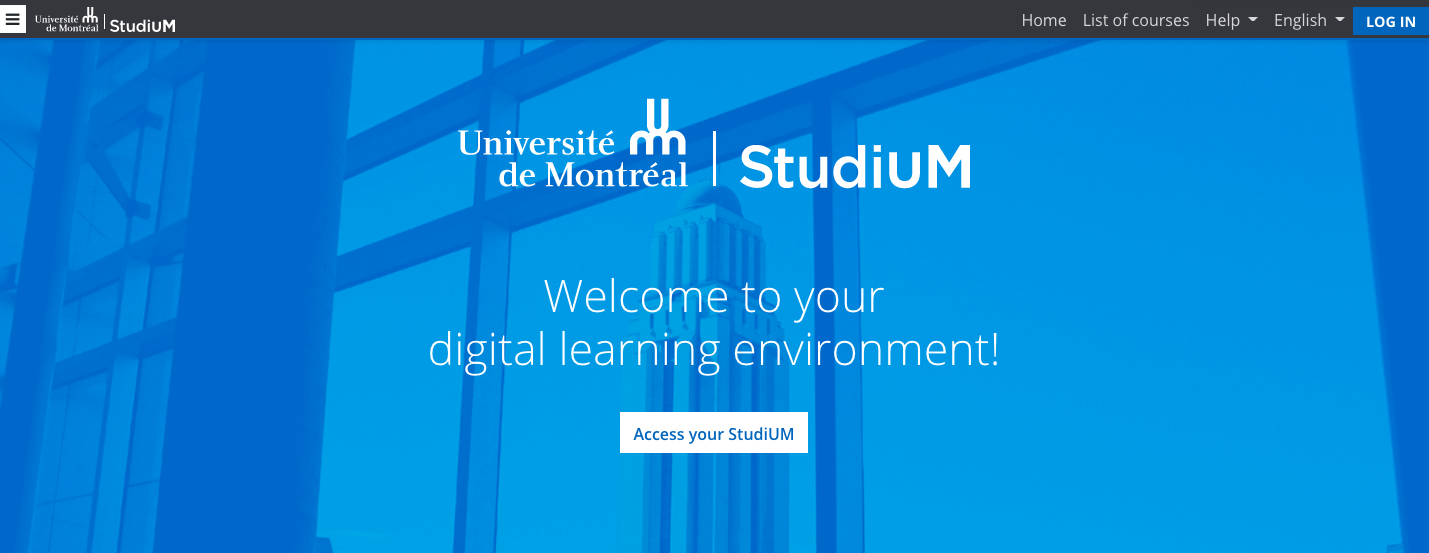 Université
de Montréal
StudiUM
Home
List of courses
Help
English
LOG IN
Université
de Montréal
StudiUM
Welcome to your
digital learning environment!
Access your StudiUM